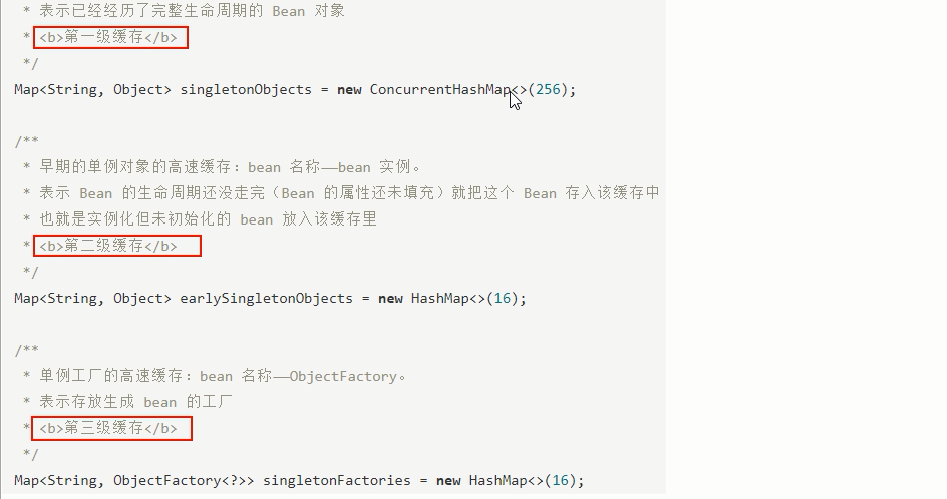 * 表示已经经历了完整生命周期的 Bean 对象
* <b>第一级缓存</b>
*/
Map<String, Object> singletonObjects = new ConcurrentHashMap<>(256);
/**
* 早期的单例对象的高速缓存：bean 名称——bean 实例。
* 表示 Bean 的生命周期还没走完（Bean 的属性还未填充）就把这个 Bean 存入该缓存中
* 也就是实例化但未初始化的 bean 放入该缓存里
* <b>第二级缓存</b>
*/
Map<String, Object> earlySingletonObjects = new HashMap<>(16);
/**
* 单例工厂的高速缓存：bean 名称——ObjectFactory。
* 表示存放生成 bean 的工厂
* <b>第三级缓存</b>
*/
Map<String, ObjectFactory<?>> singletonFactories = new HashMap<>(16);